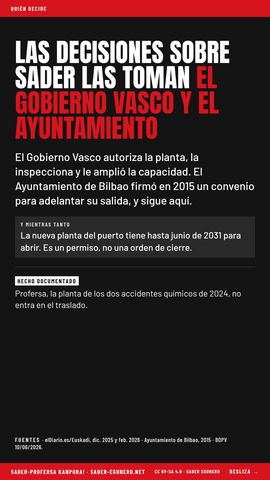 QUIÉN DECIDE
LAS DECISIONES SOBRE
SADER LAS TOMAN EL
GOBIERNO VASCO Y EL
AYUNTAMIENTO
El Gobierno Vasco autoriza la planta, la
inspecciona y le amplió la capacidad. El
Ayuntamiento de Bilbao firmó en 2015 un convenio
para adelantar su salida, y sigue aquí.
Y MIENTRAS TANTO
La nueva planta del puerto tiene hasta junio de 2031 para
abrir. Es un permiso, no una orden de cierre.
HECHO DOCUMENTADO
Profersa, la planta de los dos accidentes químicos de 2024, no
entra en el traslado.
FUENTES · elDiario.es/Euskadi, dic. 2025 y feb. 2026 · Ayuntamiento de Bilbao, 2015 · BOPV
10/06/2026.
SADER-PROFERSA KANPORA! · SADER-EGUNERO.NET
CC BY-SA 4.0 · SADER EGUNERO
DESLIZA →